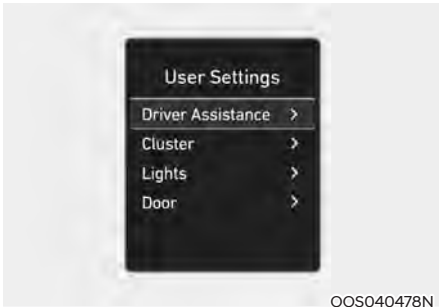 User Settings
Driver Assistance >
Cluster >
Lights >
Door >
OOS040478N